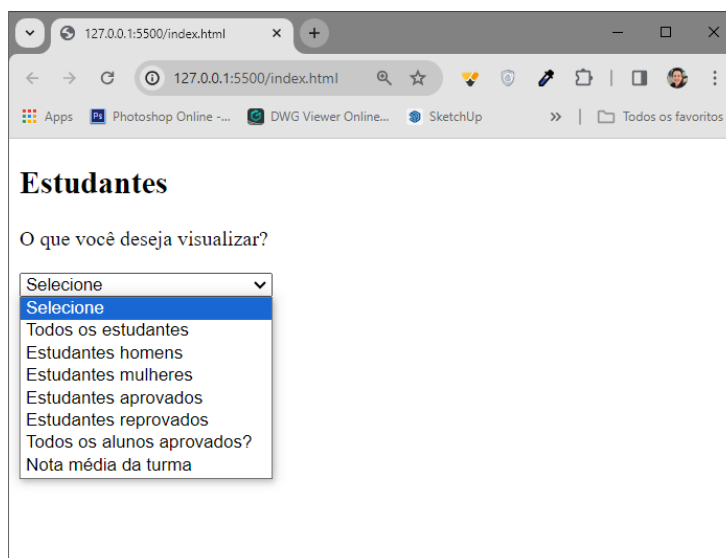 127.0.0.1:5500/index.html
127.0.0.1:5500/index.html
Apps Ps Photoshop Online -... DWG Viewer Online... SketchUp » Todos os favoritos
Estudantes
O que você deseja visualizar?
Selecione
Selecione
Todos os estudantes
Estudantes homens
Estudantes mulheres
Estudantes aprovados
Estudantes reprovados
Todos os alunos aprovados?
Nota média da turma